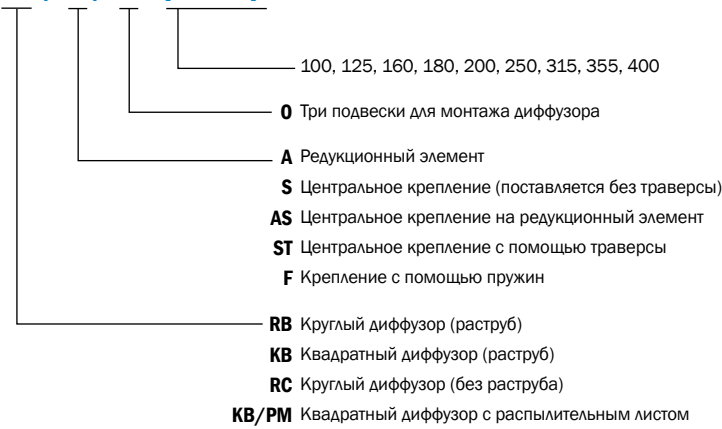 100, 125, 160, 180, 200, 250, 315, 355, 400
O Три подвески для монтажа диффузора
A Редукционный элемент
S Центральное крепление (поставляется без траверсы)
AS Центральное крепление на редукционный элемент
ST Центральное крепление с помощью траверсы
F Крепление с помощью пружин
RB Круглый диффузор (раструб)
KB Квадратный диффузор (раструб)
RC Круглый диффузор (без раструба)
KB/PM Квадратный диффузор с распылительным листом